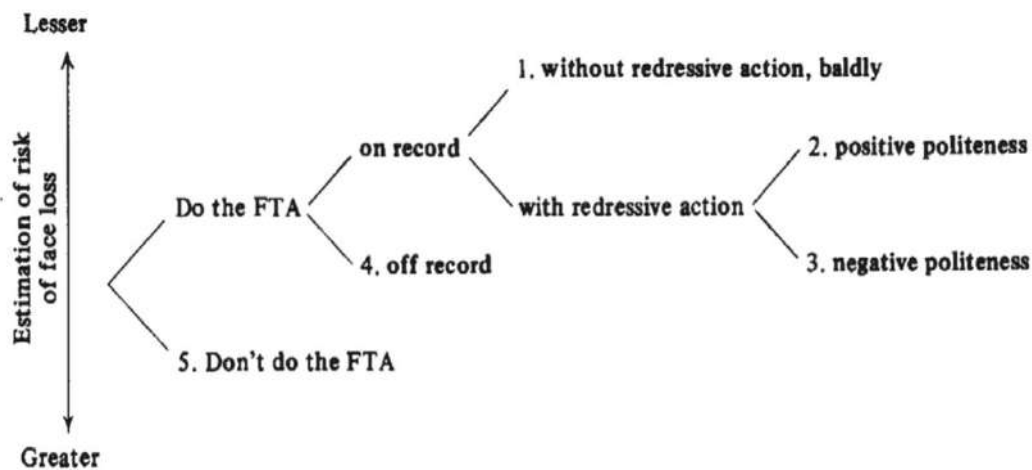 Lesser
1. without redressive action, baldly
on record
2. positive politeness
Do the FTA
with redressive action
4. off record
3. negative politeness
Estimation of risk
of face loss
5. Don't do the FTA
Greater